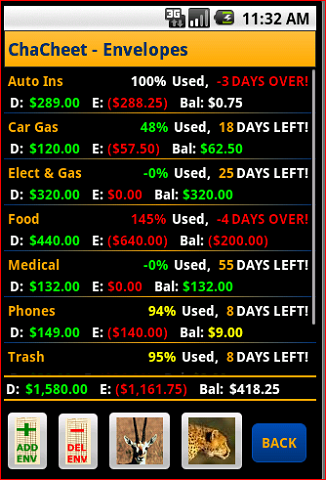 3G 11:32 AM
ChaCheet - Envelopes
Auto Ins 100% Used, -3 DAYS OVER!
D: $289.00 E: ($288.25) Bal: $0.75
Car Gas 48% Used, 18 DAYS LEFT!
D: $120.00 E: ($57.50) Bal: $62.50
Elect & Gas -0% Used, 25 DAYS LEFT!
D: $320.00 E: $0.00 Bal: $320.00
Food 145% Used, -4 DAYS OVER!
D: $440.00 E: ($640.00) Bal: ($200.00)
Medical -0% Used, 55 DAYS LEFT!
D: $132.00 E: $0.00 Bal: $132.00
Phones 94% Used, 8 DAYS LEFT!
D: $149.00 E: ($140.00) Bal: $9.00
Trash 95% Used, 8 DAYS LEFT!
D: $1,580.00 E: ($1,161.75) Bal: $418.25
ADD ENV
DEL ENV
BACK